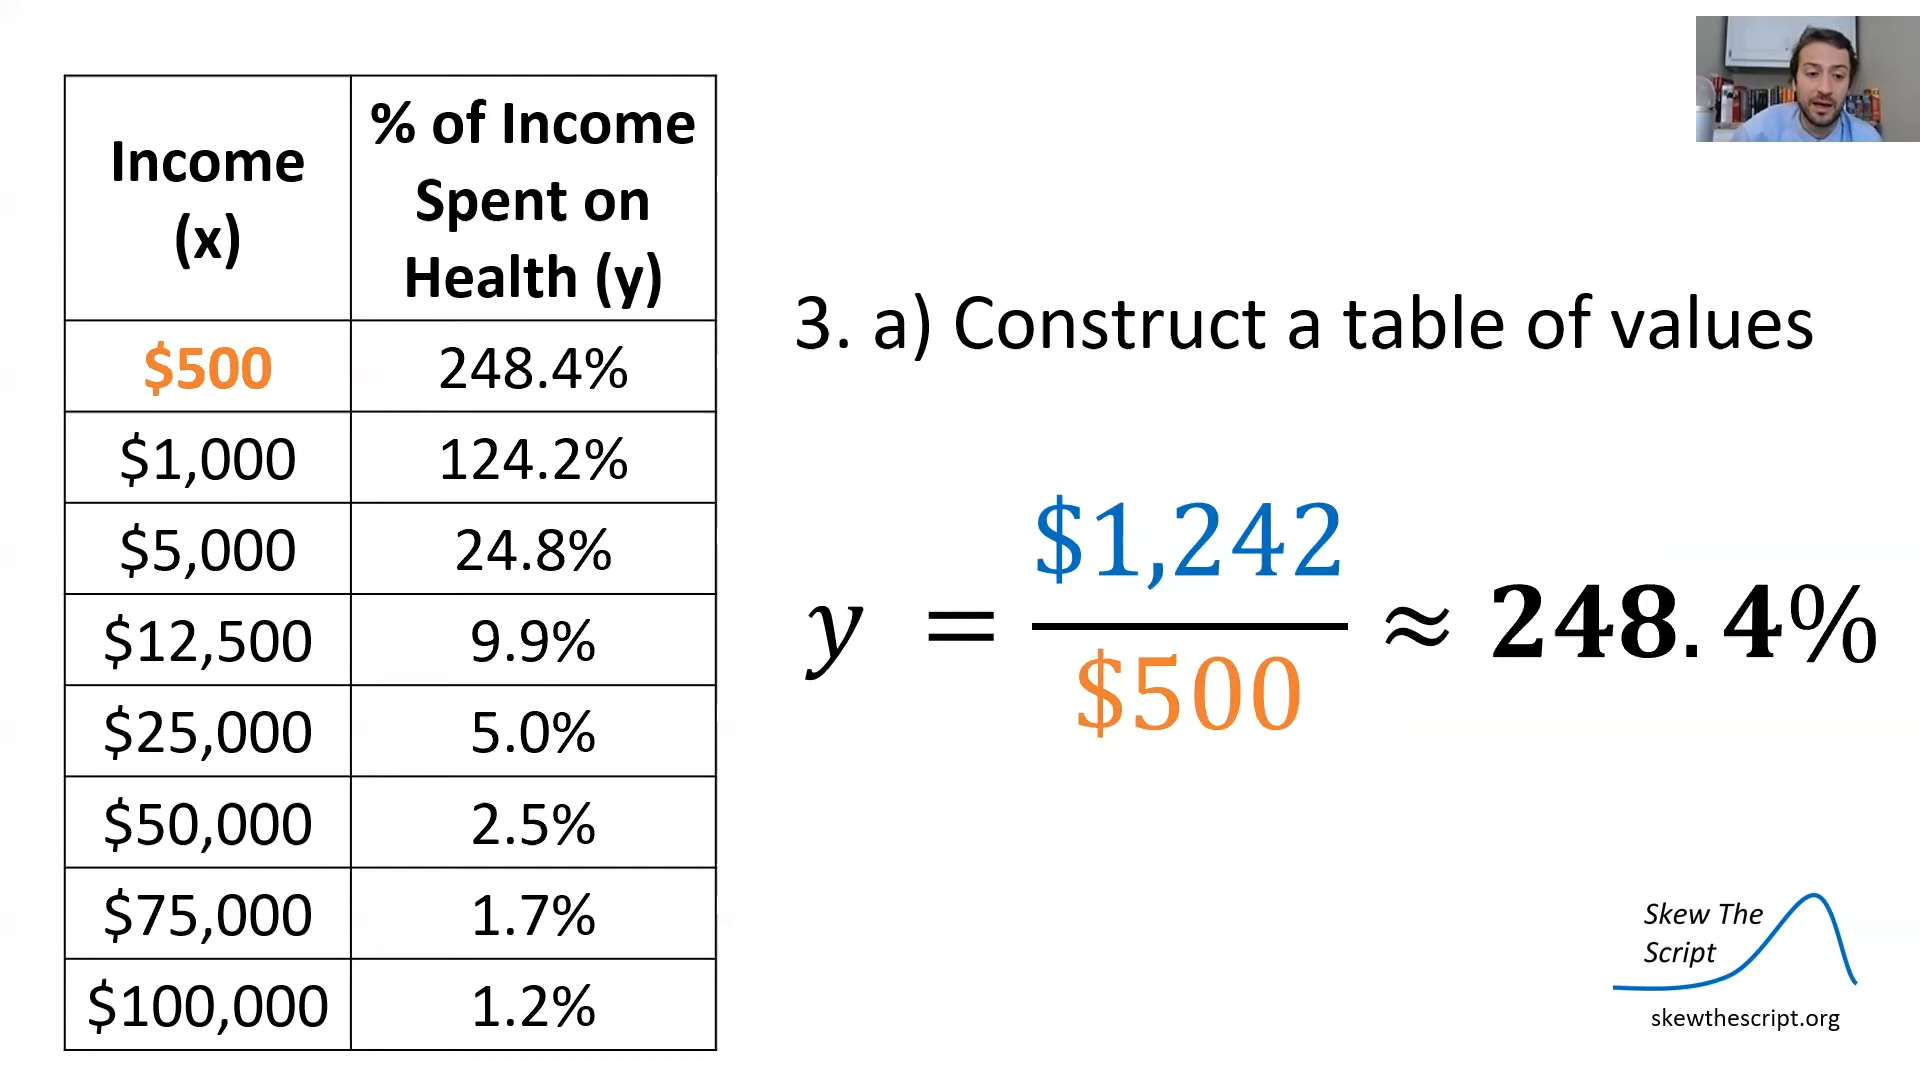 Income
(x)
% of Income
Spent on
Health (y)
$500
248.4%
$1,000
124.2%
$5,000
24.8%
$12,500
9.9%
$25,000
5.0%
$50,000
2.5%
$75,000
1.7%
$100,000
1.2%
3. a) Construct a table of values
y = $1,242 / $500 ≈ 248.4%
Skew The
Script
skewthescript.org